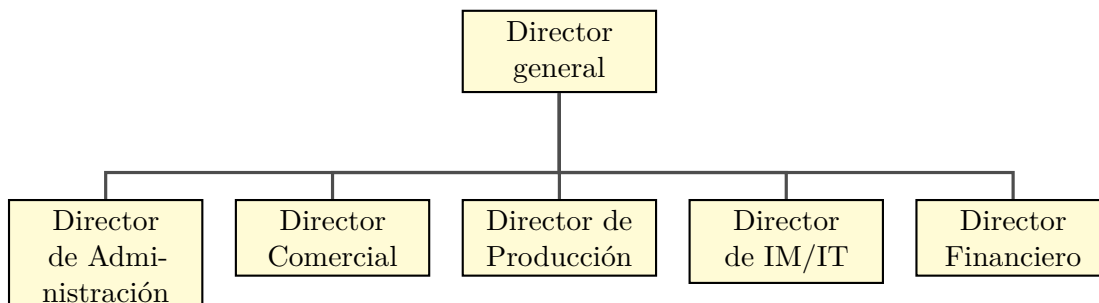 Director
general
Director
de Admi-
nistración
Director
Comercial
Director de
Producción
Director
de IM/IT
Director
Financiero